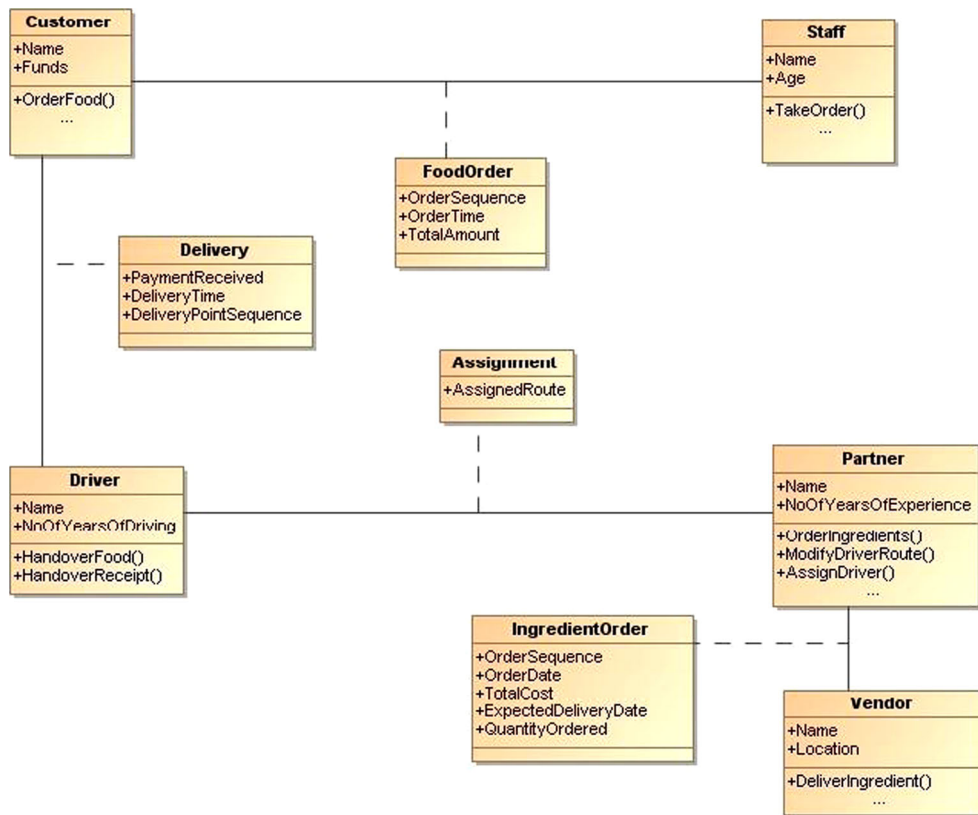 Customer
+Name
+Funds
+OrderFood()
...
Staff
+Name
+Age
+TakeOrder()
...
FoodOrder
+OrderSequence
+OrderTime
+TotalAmount
Delivery
+PaymentReceived
+DeliveryTime
+DeliveryPointSequence
Assignment
+AssignedRoute
Driver
+Name
+NoOfYearsOfDriving
+HandoverFood()
+HandoverReceipt()
Partner
+Name
+NoOfYearsOfExperience
+OrderIngredients()
+ModifyDriverRoute()
+AssignDriver()
...
IngredientOrder
+OrderSequence
+OrderDate
+TotalCost
+ExpectedDeliveryDate
+QuantityOrdered
Vendor
+Name
+Location
+DeliverIngredient()
...